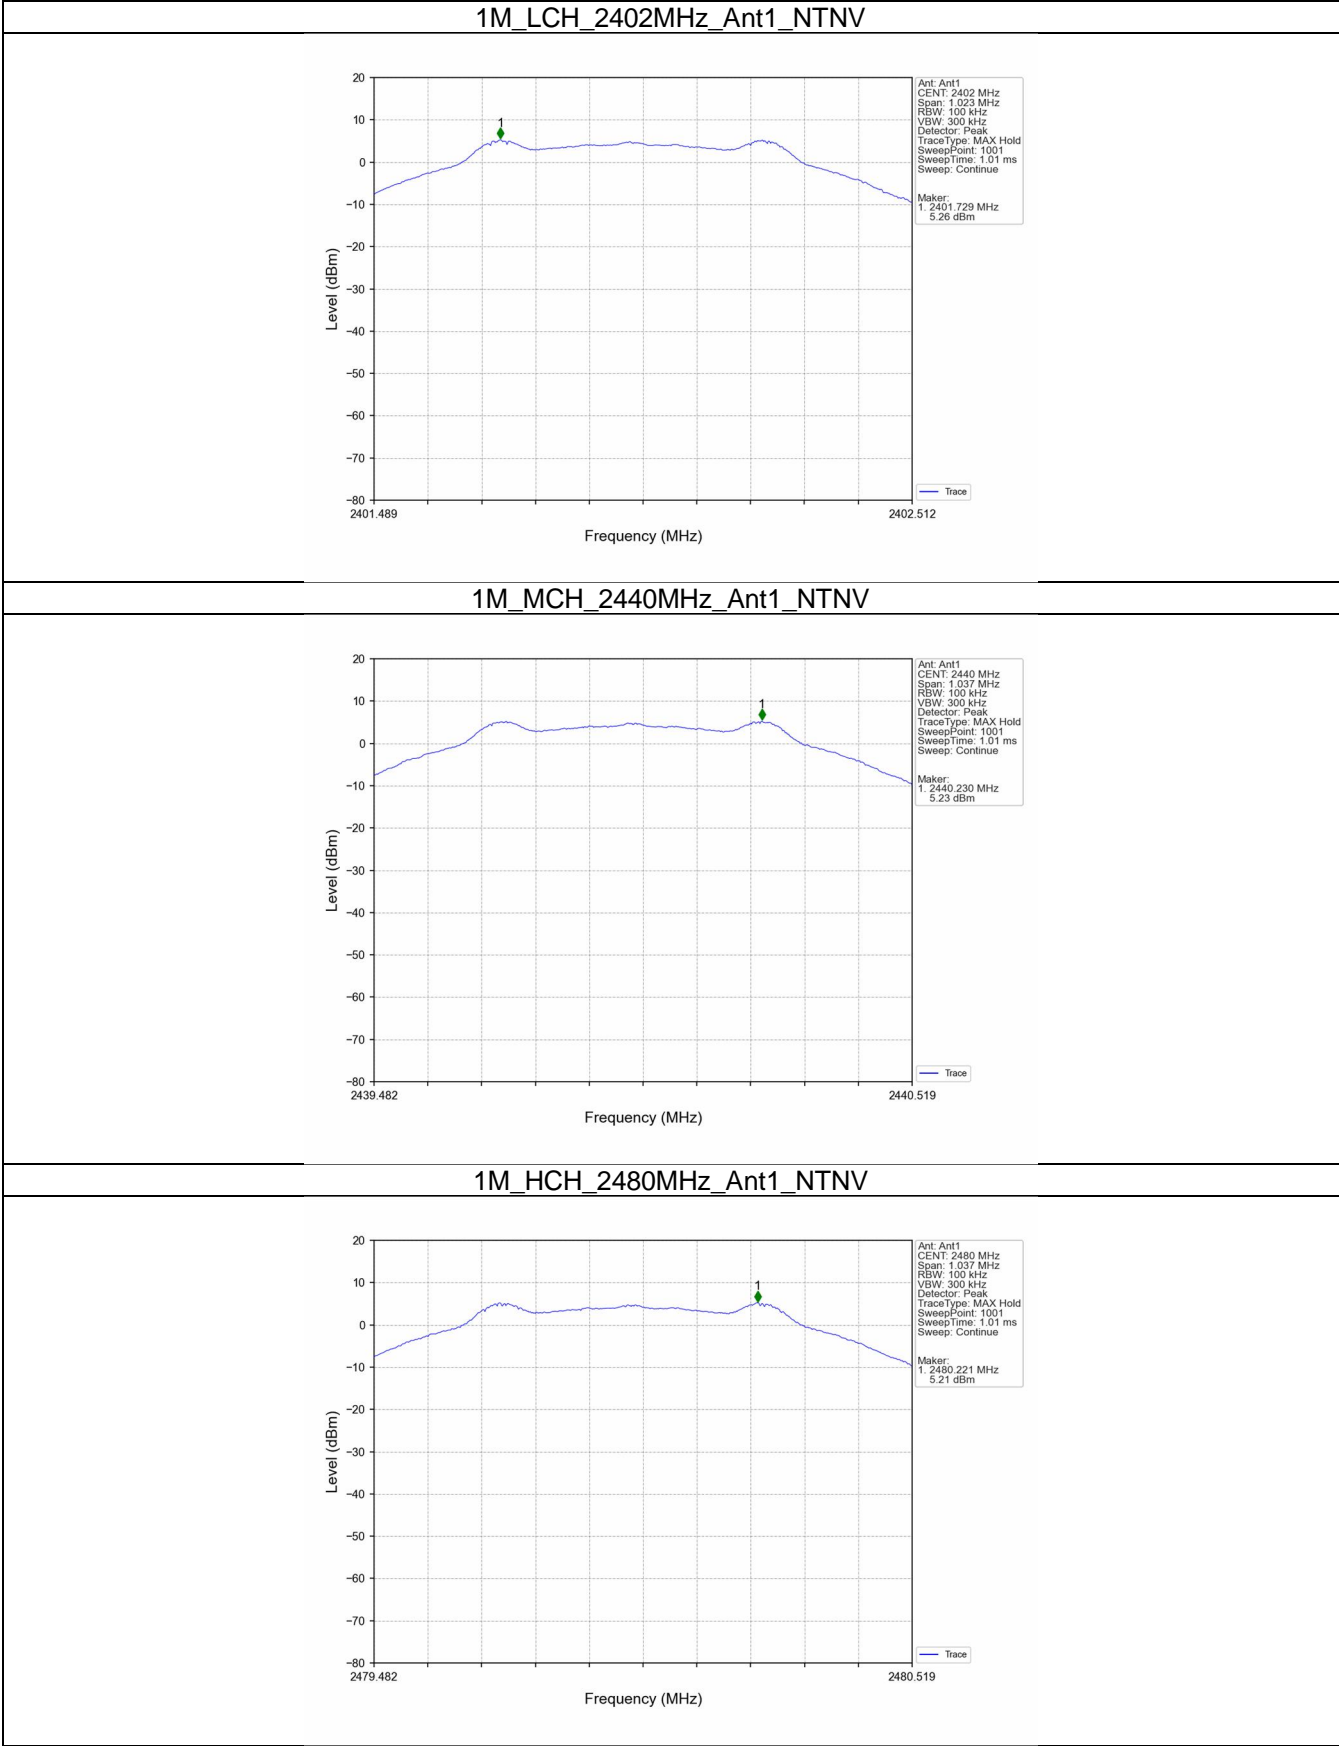 1M_LCH_2402MHz_Ant1_NTNV
20
10
0
−10
−20
−30
−40
−50
−60
−70
−80
Level (dBm)
1
2401.489
2402.512
Frequency (MHz)
Ant: Ant1
CENT: 2402 MHz
Span: 1.023 MHz
RBW: 100 kHz
VBW: 300 kHz
Detector: Peak
TraceType: MAX Hold
SweepPoint: 1001
SweepTime: 1.01 ms
Sweep: Continue
Maker:
1. 2401.729 MHz
5.26 dBm
Trace
1M_MCH_2440MHz_Ant1_NTNV
20
10
0
−10
−20
−30
−40
−50
−60
−70
−80
Level (dBm)
1
2439.482
2440.519
Frequency (MHz)
Ant: Ant1
CENT: 2440 MHz
Span: 1.037 MHz
RBW: 100 kHz
VBW: 300 kHz
Detector: Peak
TraceType: MAX Hold
SweepPoint: 1001
SweepTime: 1.01 ms
Sweep: Continue
Maker:
1. 2440.230 MHz
5.23 dBm
Trace
1M_HCH_2480MHz_Ant1_NTNV
20
10
0
−10
−20
−30
−40
−50
−60
−70
−80
Level (dBm)
1
2479.482
2480.519
Frequency (MHz)
Ant: Ant1
CENT: 2480 MHz
Span: 1.037 MHz
RBW: 100 kHz
VBW: 300 kHz
Detector: Peak
TraceType: MAX Hold
SweepPoint: 1001
SweepTime: 1.01 ms
Sweep: Continue
Maker:
1. 2480.221 MHz
5.21 dBm
Trace